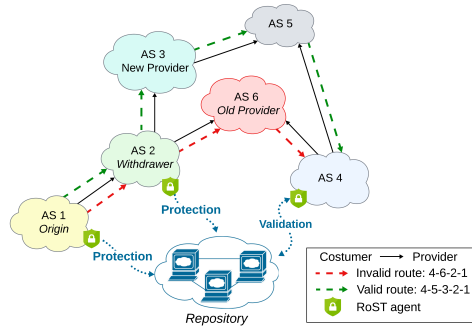 AS 5
AS 3
New Provider
AS 6
Old Provider
AS 2
Withdrawer
AS 4
AS 1
Origin
Protection
Validation
Protection
Repository
Costumer Provider
Invalid route: 4-6-2-1
Valid route: 4-5-3-2-1
RoST agent